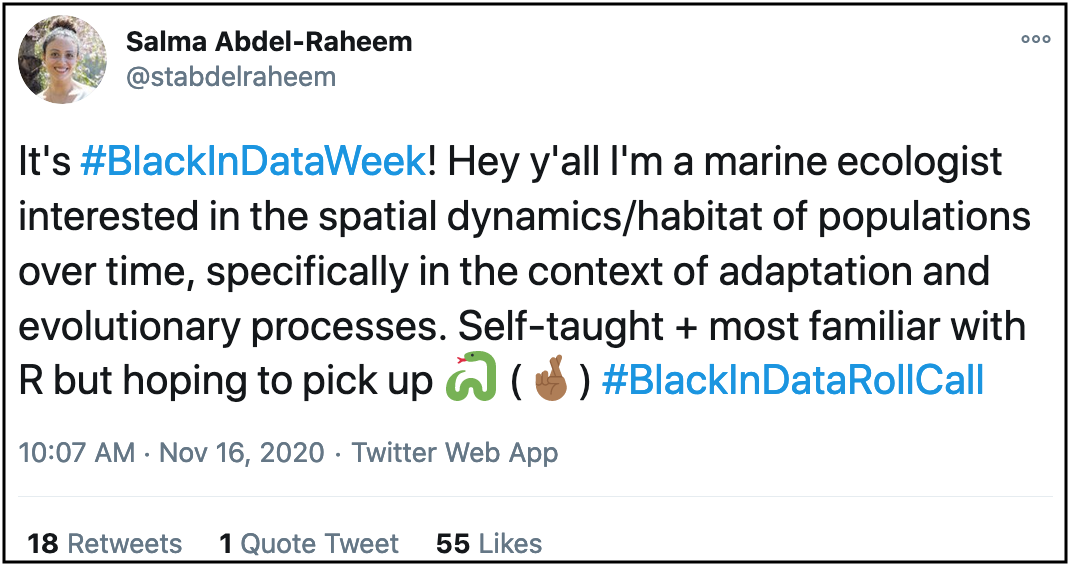 Salma Abdel-Raheem
@stabdelraheem
It's #BlackInDataWeek! Hey y'all I'm a marine ecologist
interested in the spatial dynamics/habitat of populations
over time, specifically in the context of adaptation and
evolutionary processes. Self-taught + most familiar with
R but hoping to pick up 🐍 (🤞🏾) #BlackInDataRollCall
10:07 AM · Nov 16, 2020 · Twitter Web App
18 Retweets 1 Quote Tweet 55 Likes